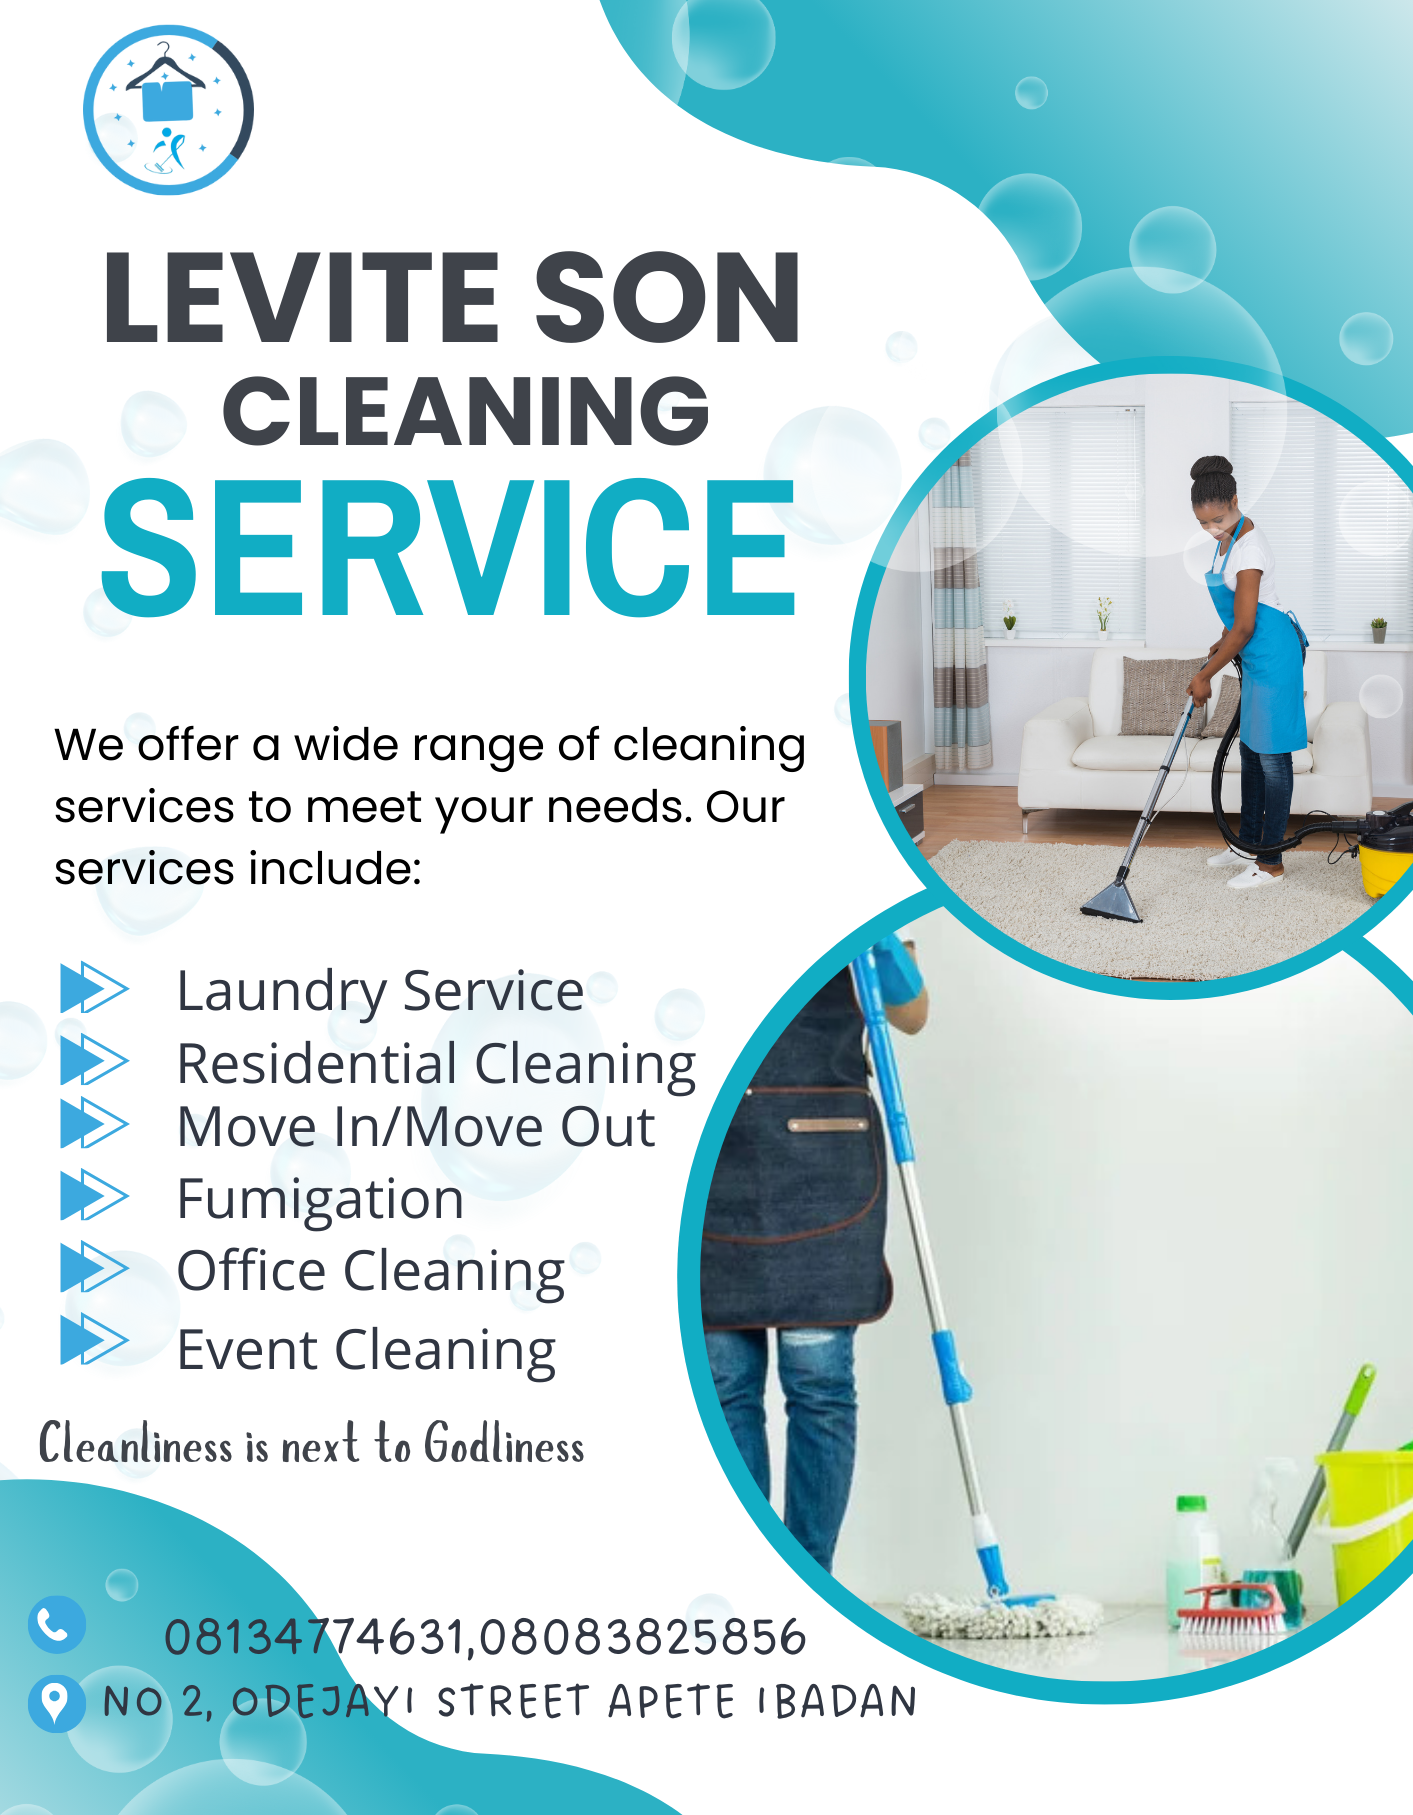 LEVITE SON
CLEANING
SERVICE
We offer a wide range of cleaning
services to meet your needs. Our
services include:
Laundry Service
Residential Cleaning
Move In/Move Out
Fumigation
Office Cleaning
Event Cleaning
Cleanliness is next to Godliness
08134774631,08083825856
NO 2, ODEJAYI STREET APETE IBADAN